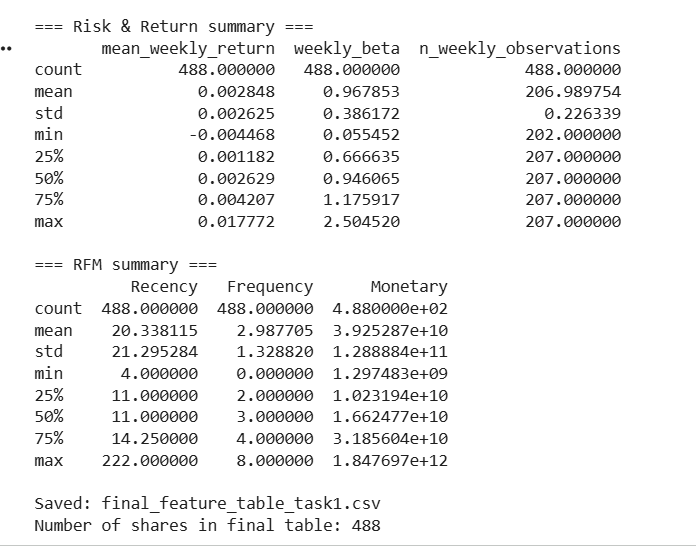 === Risk & Return summary ===
       mean_weekly_return  weekly_beta  n_weekly_observations
count          488.000000   488.000000             488.000000
mean             0.002848     0.967853             206.989754
std              0.002625     0.386172               0.226339
min             -0.004468     0.055452             202.000000
25%              0.001182     0.666635             207.000000
50%              0.002629     0.946065             207.000000
75%              0.004207     1.175917             207.000000
max              0.017772     2.504520             207.000000
=== RFM summary ===
          Recency   Frequency      Monetary
count  488.000000  488.000000  4.880000e+02
mean    20.338115    2.987705  3.925287e+10
std     21.295284    1.328820  1.288884e+11
min      4.000000    0.000000  1.297483e+09
25%     11.000000    2.000000  1.023194e+10
50%     11.000000    3.000000  1.662477e+10
75%     14.250000    4.000000  3.185604e+10
max    222.000000    8.000000  1.847697e+12
Saved: final_feature_table_task1.csv
Number of shares in final table: 488